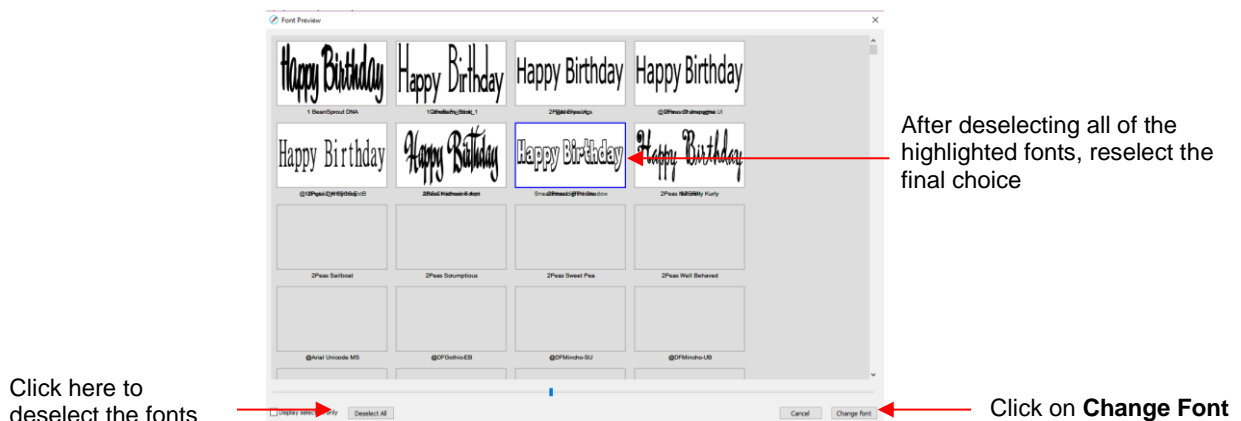 Font Preview
Happy Birthday Happy Birthday Happy Birthday Happy Birthday
1 BeanSprout DNA
Happy Birthday Happy Birthday Happy Birthday Happy Birthday
After deselecting all of the
highlighted fonts, reselect the
final choice
2Peas Sailboat 2Peas Scrumptious 2Peas Sweet Pea 2Peas Well Behaved
@Arial Unicode MS @DFGothic-EB @DFMincho-SU @DFMincho-UB
Click here to
deselect the fonts
Display only Deselect All Cancel Change font
Click on Change Font